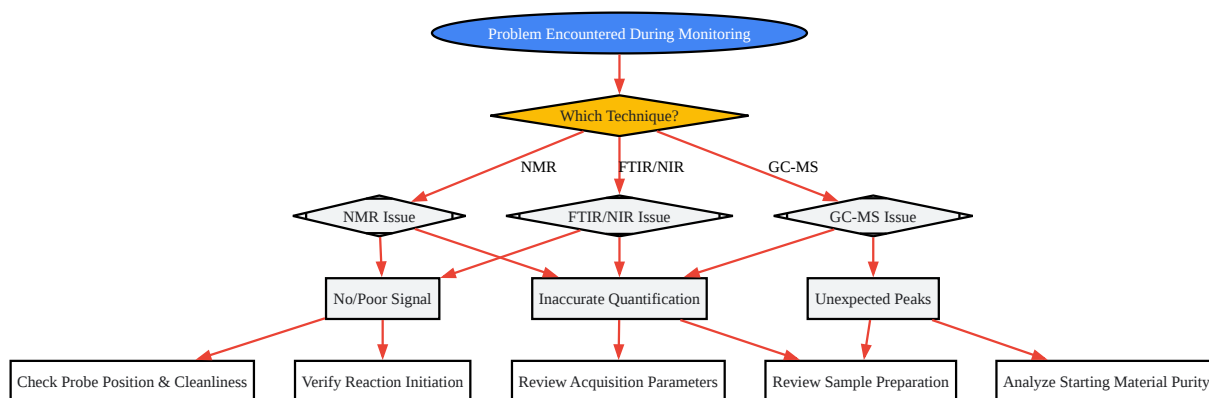 Problem Encountered During Monitoring
Which Technique?
NMR
FTIR/NIR
GC-MS
NMR Issue
FTIR/NIR Issue
GC-MS Issue
No/Poor Signal
Inaccurate Quantification
Unexpected Peaks
Check Probe Position & Cleanliness
Verify Reaction Initiation
Review Acquisition Parameters
Review Sample Preparation
Analyze Starting Material Purity